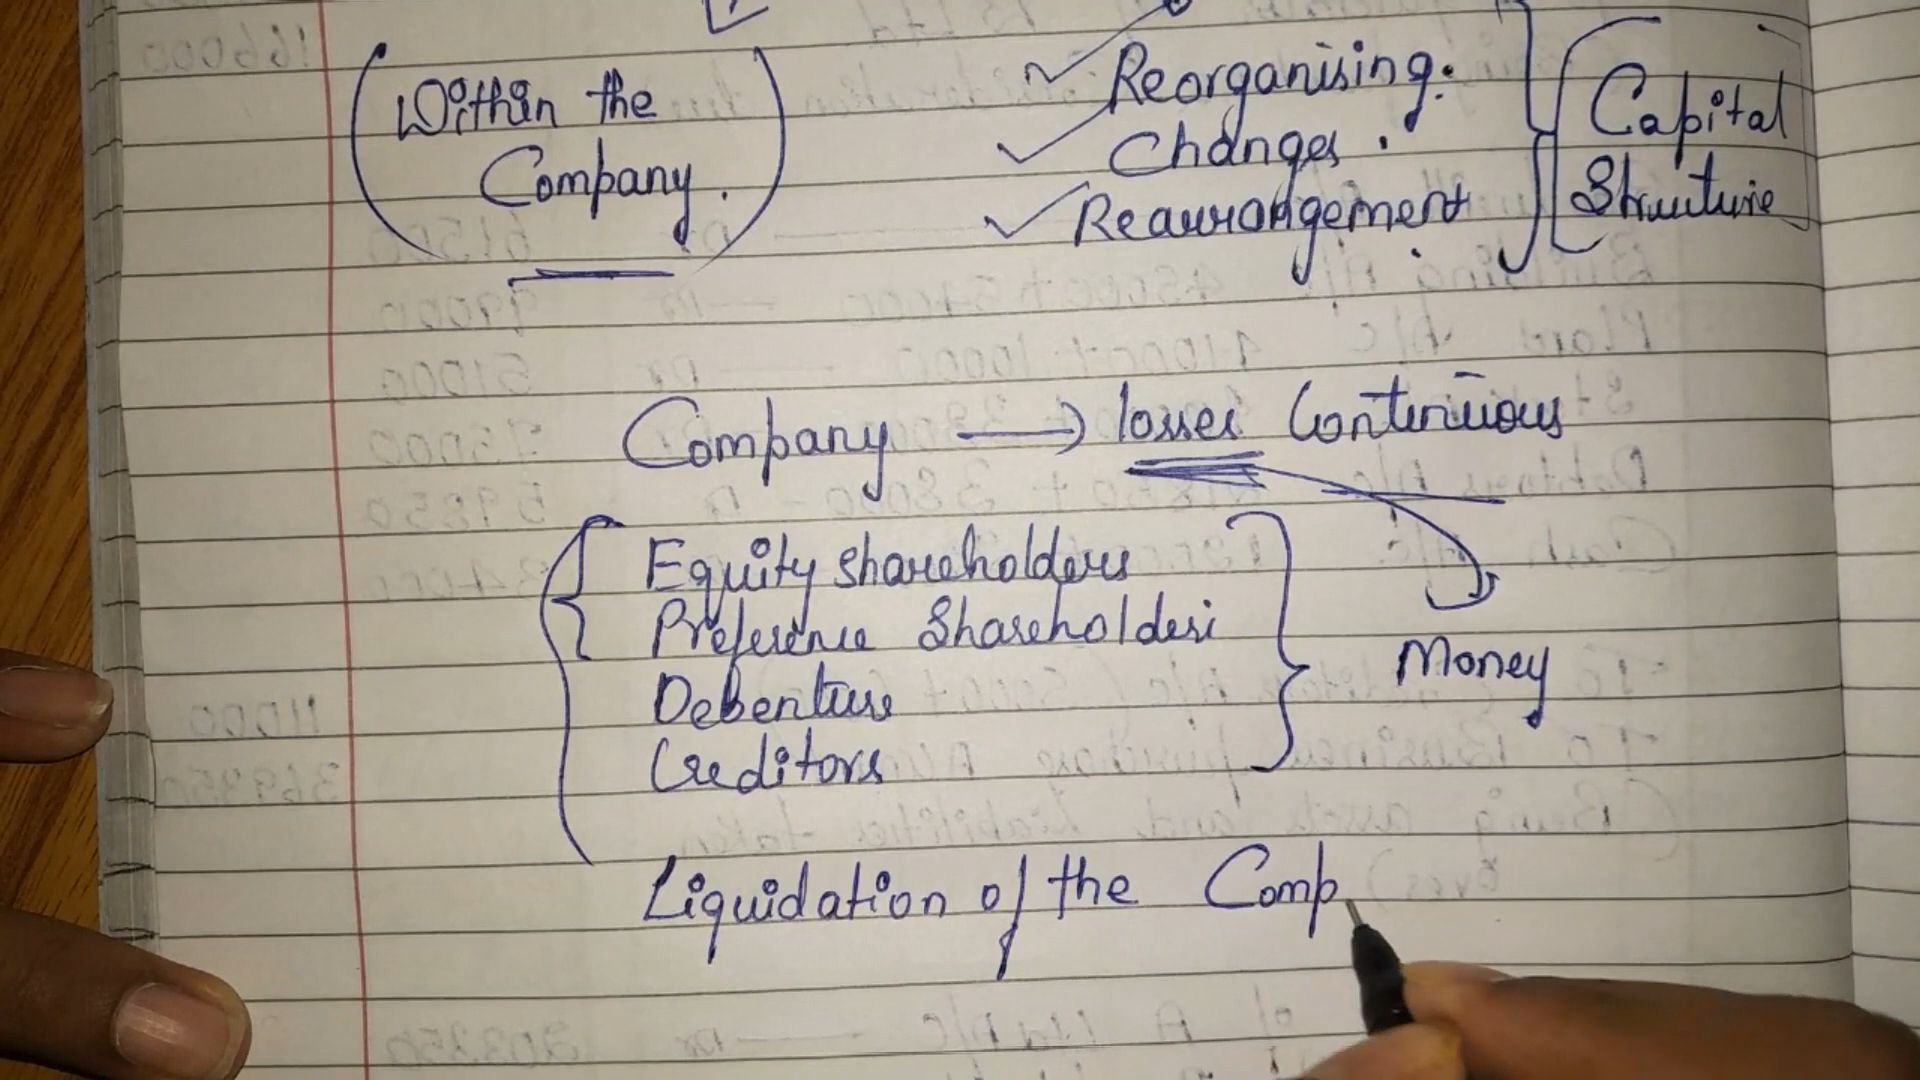 (Within the
Company.)
Reorganising.
Changes.
Rearrangement
Capital
Structure
Company → losses Continuous
Equity shareholders
Preference Shareholders
Debenture
Creditors
Money
Liquidation of the Comp